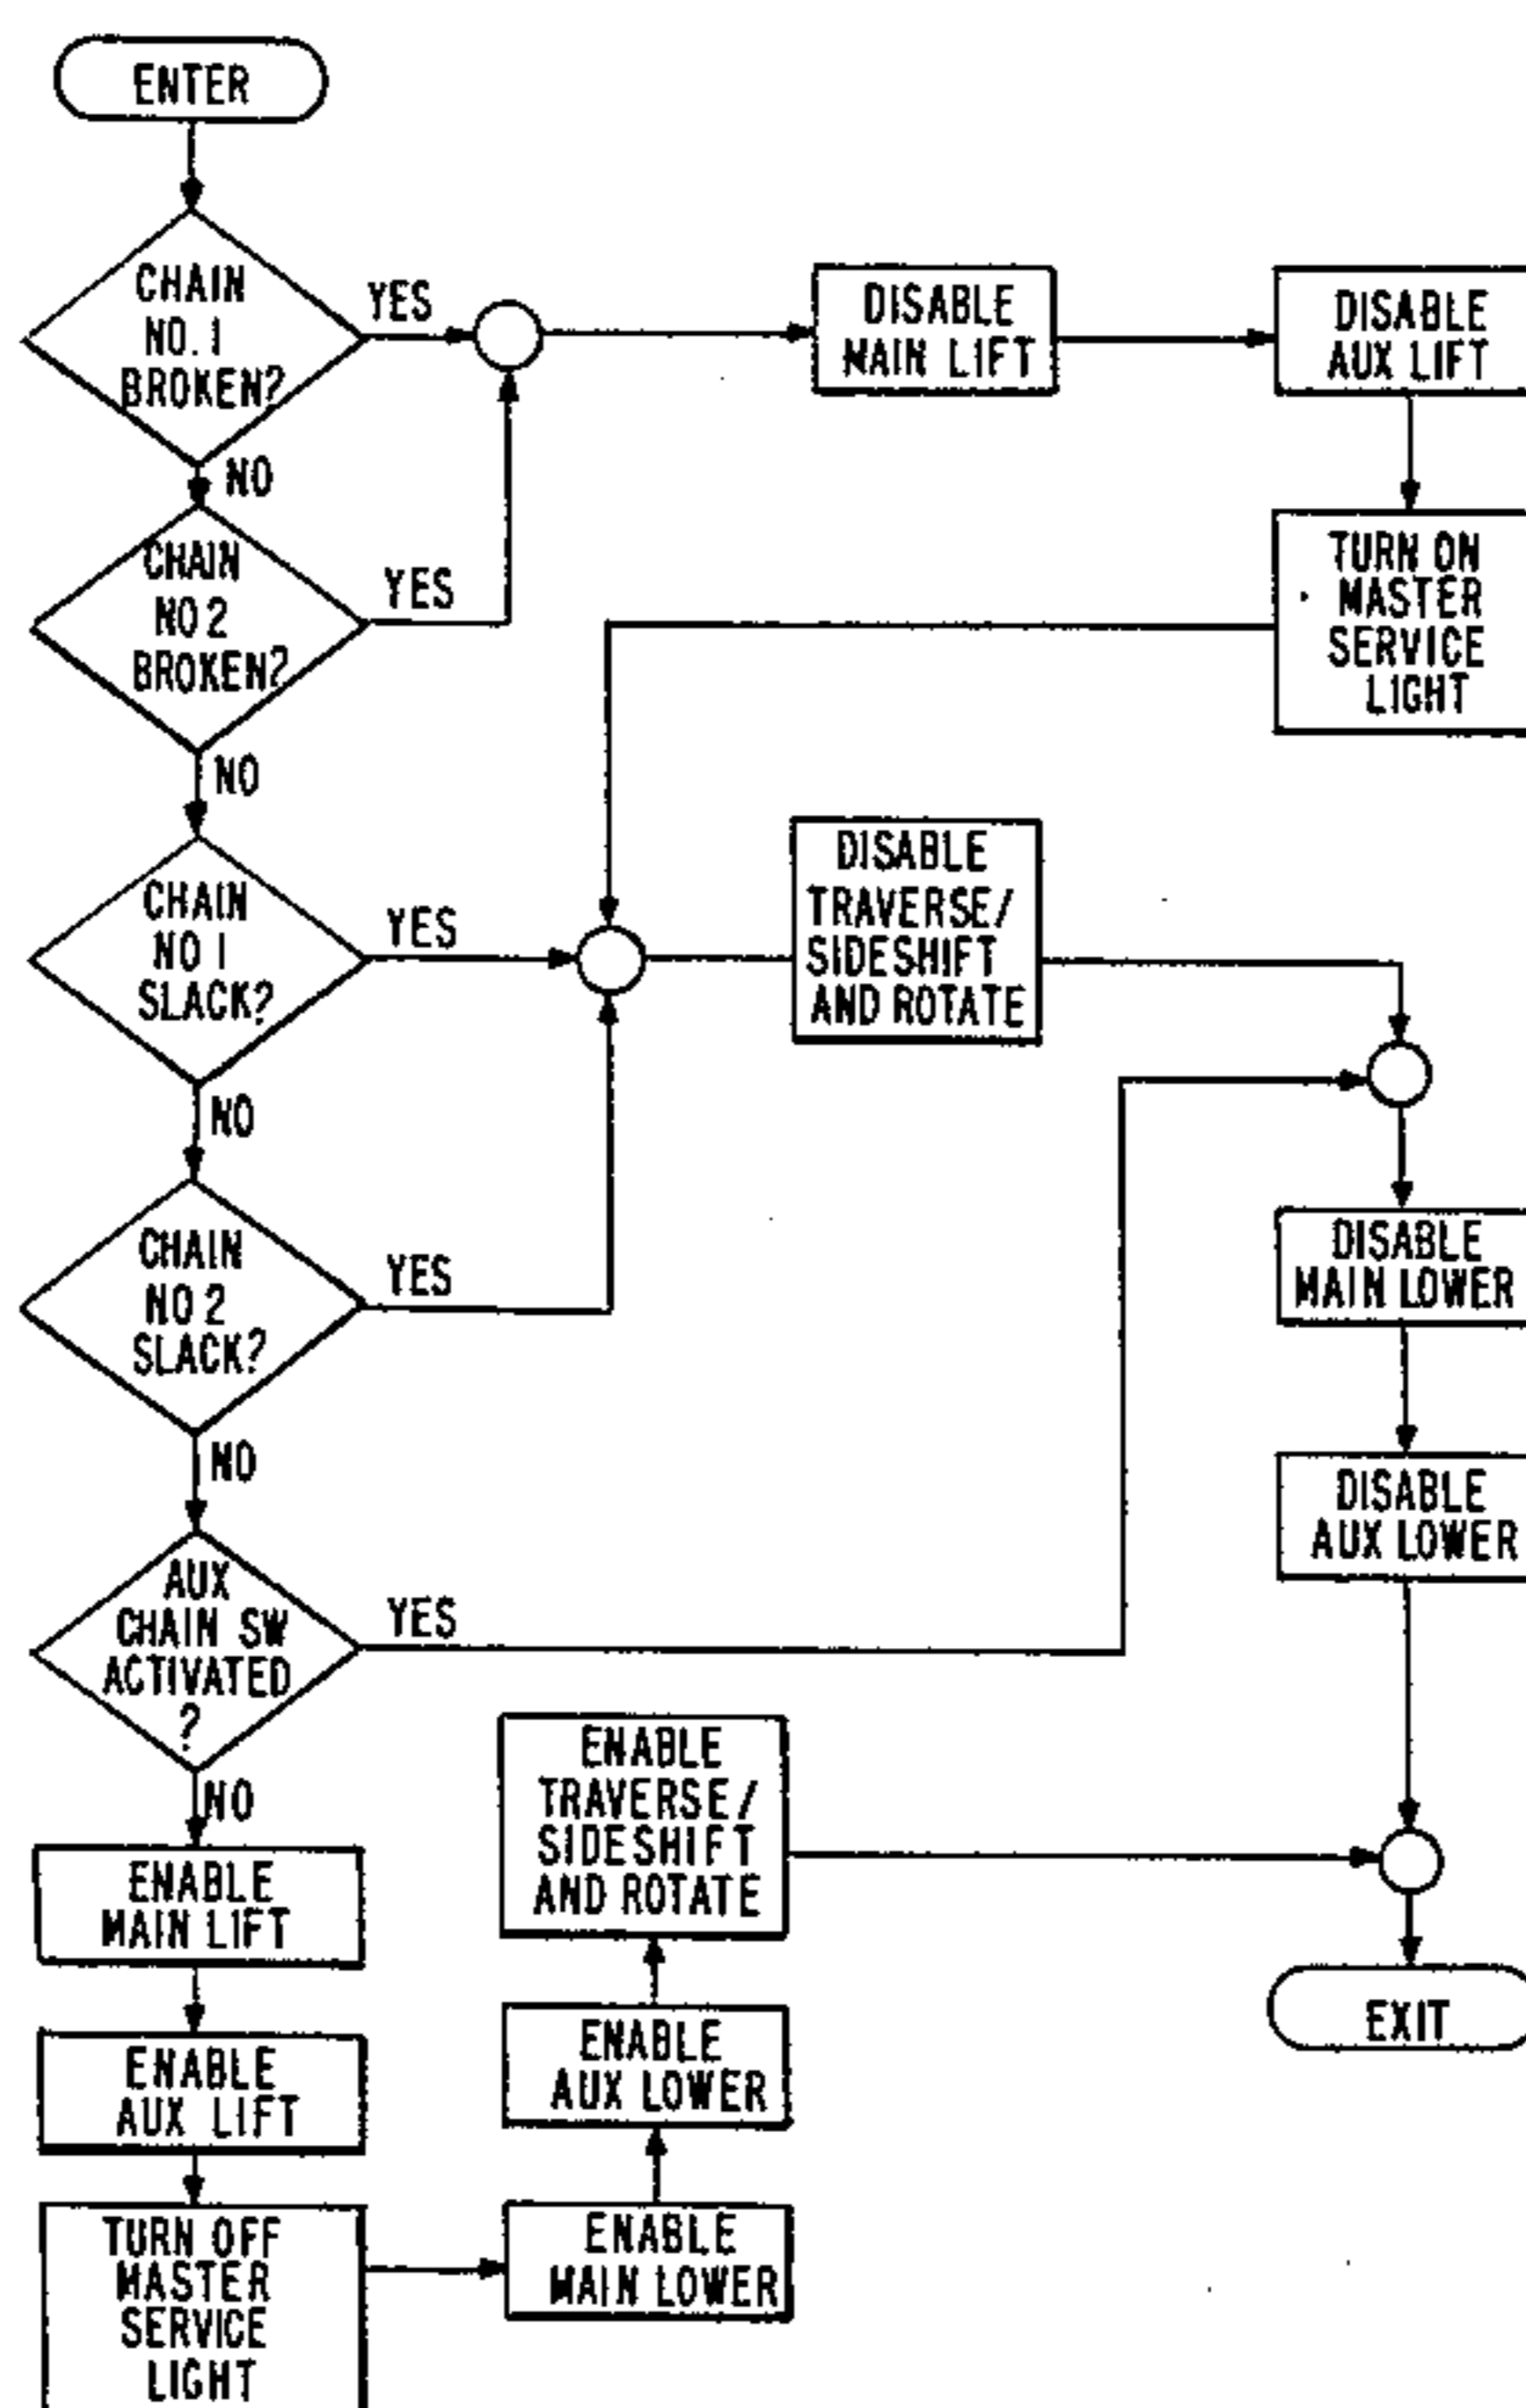 ENTER
CHAIN
NO. 1
BROKEN?
YES
NO
DISABLE
MAIN LIFT
DISABLE
AUX LIFT
TURN ON
MASTER
SERVICE
LIGHT
CHAIN
NO 2
BROKEN?
YES
NO
CHAIN
NO 1
SLACK?
YES
NO
DISABLE
TRAVERSE/
SIDESHIFT
AND ROTATE
CHAIN
NO 2
SLACK?
YES
NO
DISABLE
MAIN LOWER
DISABLE
AUX LOWER
AUX
CHAIN SW
ACTIVATED
?
YES
NO
ENABLE
MAIN LIFT
ENABLE
AUX LIFT
TURN OFF
MASTER
SERVICE
LIGHT
ENABLE
MAIN LOWER
ENABLE
AUX LOWER
ENABLE
TRAVERSE/
SIDESHIFT
AND ROTATE
EXIT